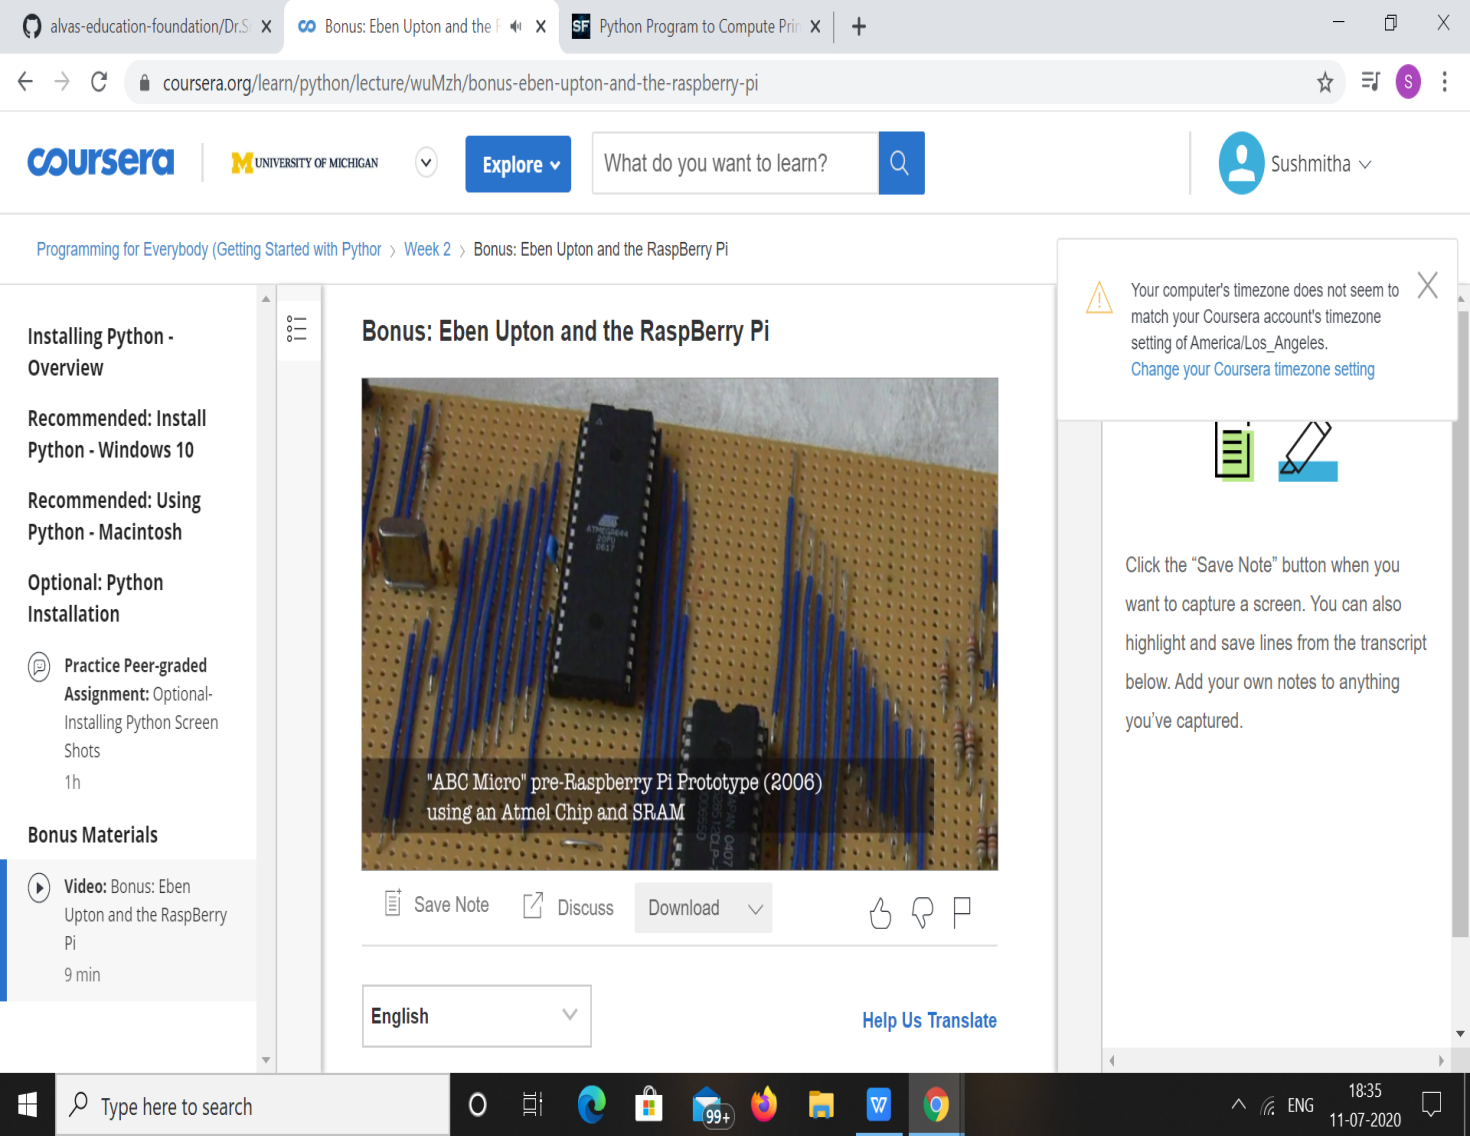 alvas-education-foundation/Dr.S
Bonus: Eben Upton and the R
SF Python Program to Compute Prin
coursera.org/learn/python/lecture/wuMzh/bonus-eben-upton-and-the-raspberry-pi
S
coursera
M UNIVERSITY OF MICHIGAN
Explore
What do you want to learn?
Sushmitha
Programming for Everybody (Getting Started with Python
Week 2
Bonus: Eben Upton and the RaspBerry Pi
Your computer's timezone does not seem to
match your Coursera account's timezone
setting of America/Los_Angeles.
Change your Coursera timezone setting
Installing Python -
Overview
Recommended: Install
Python - Windows 10
Recommended: Using
Python - Macintosh
Optional: Python
Installation
Practice Peer-graded
Assignment: Optional-
Installing Python Screen
Shots
1h
Bonus Materials
Video: Bonus: Eben
Upton and the RaspBerry
Pi
9 min
Bonus: Eben Upton and the RaspBerry Pi
ATMEGA644
20PU
0617
"ABC Micro" pre-Raspberry Pi Prototype (2006)
using an Atmel Chip and SRAM
JAPAN 0407
Save Note
Discuss
Download
English
Help Us Translate
Click the “Save Note” button when you
want to capture a screen. You can also
highlight and save lines from the transcript
below. Add your own notes to anything
you’ve captured.
Type here to search
99+
W
ENG
18:35
11-07-2020